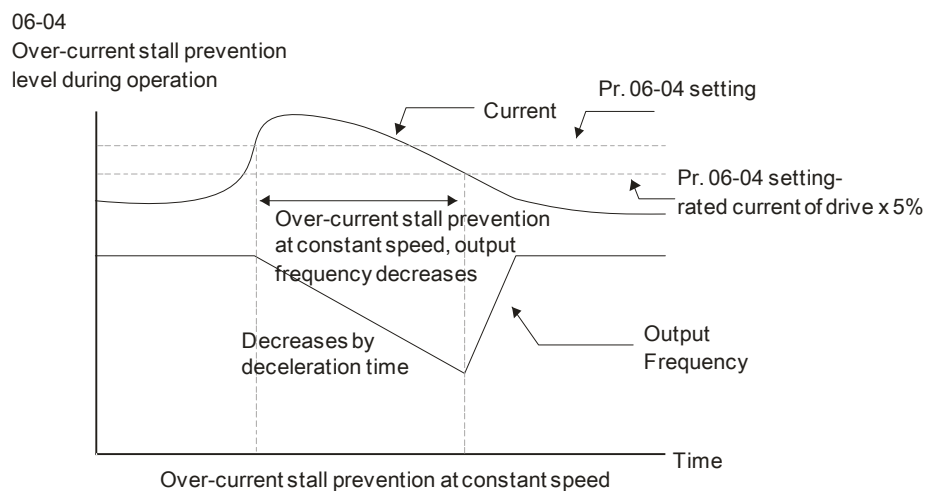 06-04
Over-current stall prevention
level during operation
Pr. 06-04 setting
Current
Pr. 06-04 setting-
rated current of drive x 5%
Over-current stall prevention
at constant speed, output
frequency decreases
Decreases by
deceleration time
Output
Frequency
Time
Over-current stall prevention at constant speed